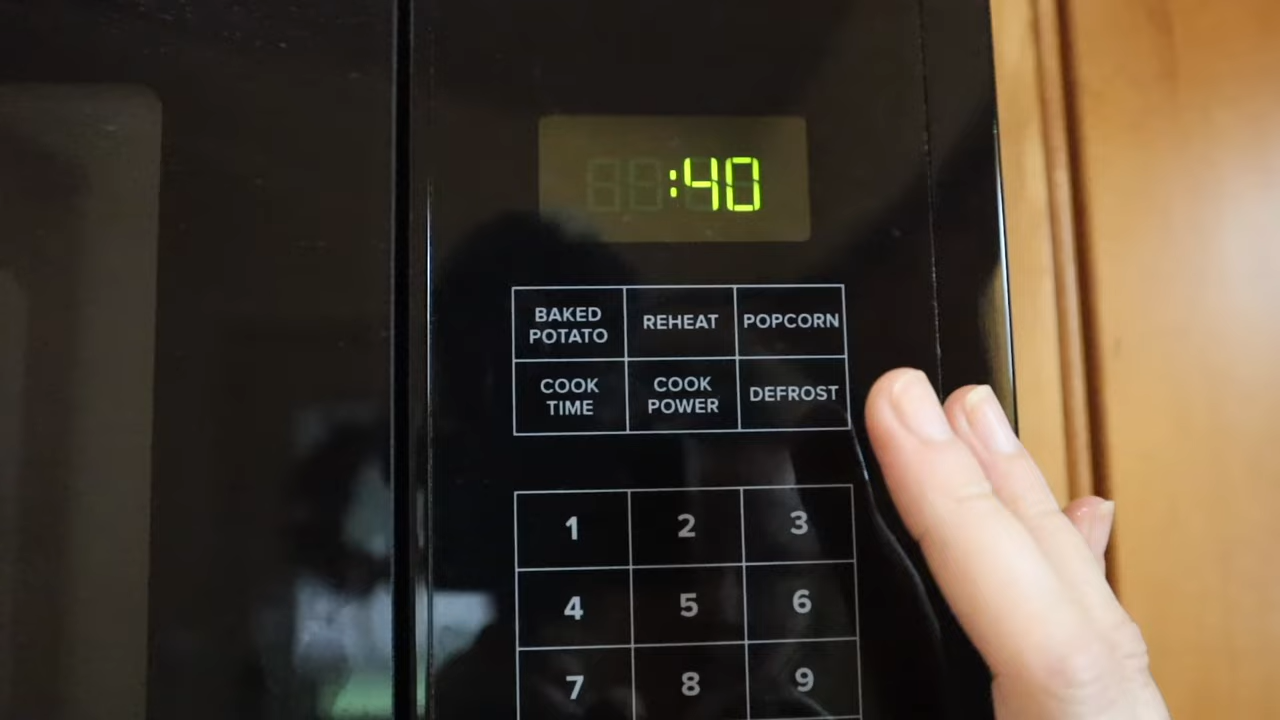 :40
BAKED POTATO
REHEAT
POPCORN
COOK TIME
COOK POWER
DEFROST
1 2 3
4 5 6
7 8 9